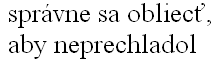 správne sa obliecť,
aby neprechladol